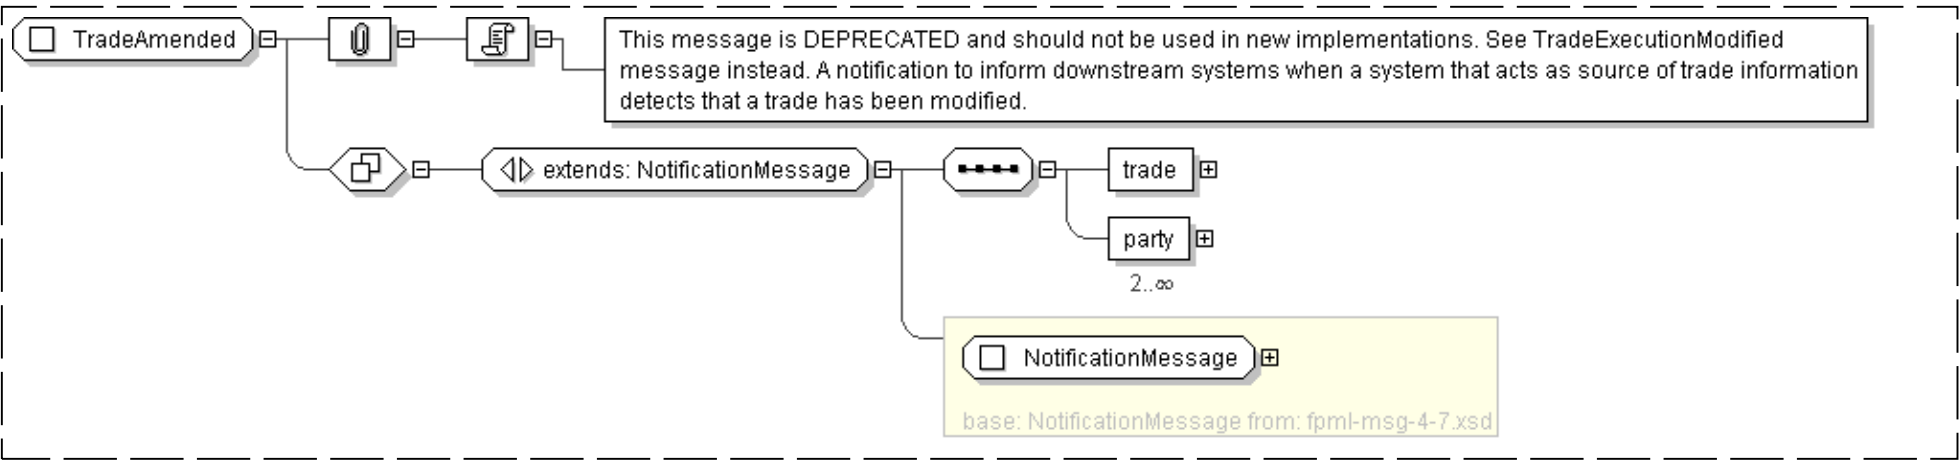 TradeAmended
This message is DEPRECATED and should not be used in new implementations. See TradeExecutionModified
message instead. A notification to inform downstream systems when a system that acts as source of trade information
detects that a trade has been modified.
extends: NotificationMessage
trade
party
2..∞
NotificationMessage
base: NotificationMessage from: fpml-msg-4-7.xsd